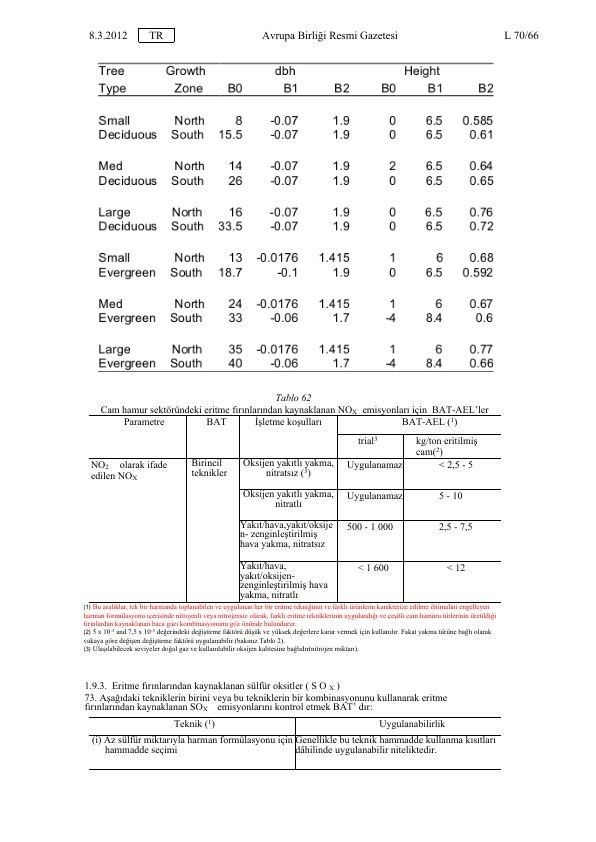 8.3.2012 TR Avrupa Birliği Resmi Gazetesi L 70/66
Tree Growth dbh Height
Type Zone B0 B1 B2 B0 B1 B2
Small North 8 -0.07 1.9 0 6.5 0.585
Deciduous South 15.5 -0.07 1.9 0 6.5 0.61
Med North 14 -0.07 1.9 2 6.5 0.64
Deciduous South 26 -0.07 1.9 0 6.5 0.65
Large North 16 -0.07 1.9 0 6.5 0.76
Deciduous South 33.5 -0.07 1.9 0 6.5 0.72
Small North 13 -0.0176 1.415 1 6 0.68
Evergreen South 18.7 -0.1 1.9 0 6.5 0.592
Med North 24 -0.0176 1.415 1 6 0.67
Evergreen South 33 -0.06 1.7 -4 8.4 0.6
Large North 35 -0.0176 1.415 1 6 0.77
Evergreen South 40 -0.06 1.7 -4 8.4 0.66
Tablo 62
Cam hamur sektöründeki eritme fırınlarından kaynaklanan NOX emisyonları için BAT-AEL'ler
Parametre BAT İşletme koşulları BAT-AEL (1)
trial3 kg/ton eritilmiş
cam(2)
NO2 olarak ifade
edilen NOX
Birincil
teknikler
Oksijen yakıtlı yakma,
nitratsız (3)
Uygulanamaz < 2,5 - 5
Oksijen yakıtlı yakma,
nitratlı
Uygulanamaz 5 - 10
Yakıt/hava,yakıt/oksije
n- zenginleştirilmiş
hava yakma, nitratsız
500 - 1 000 2,5 - 7,5
Yakıt/hava,
yakıt/oksijen-
zenginleştirilmiş hava
yakma, nitratlı
< 1 600 < 12
(1) Bu aralıklar, tek bir harmanda toplanabilen ve uygulanan her bir eritme tekniğinin ve farklı ürünlerin karakterize edilme ihtimalini engelleyen
harman formülasyonu içerisinde nitrojenli veya nitrojensiz olarak, farklı eritme tekniklerinin uygulandığı ve çeşitli cam hamuru türlerinin üretildiği
fırınlardan kaynaklanan baca gazı kombinasyonunu göz önünde bulundurur.
(2) 5 x 10-3 and 7,5 x 10-3 değerindeki değiştirme faktörü düşük ve yüksek değerlere karar vermek için kullanılır. Fakat yakma türüne bağlı olarak
vakaya göre değişen değiştirme faktörü uygulanabilir.(bakınız Tablo 2).
(3) Ulaşılabilecek seviyeler doğal gaz ve kullanılabilir oksijen kalitesine bağlıdır(nitrojen miktarı).
1.9.3. Eritme fırınlarından kaynaklanan sülfür oksitler ( S O X )
73. Aşağıdaki tekniklerin birini veya bu tekniklerin bir kombinasyonunu kullanarak eritme
fırınlarından kaynaklanan SOX emisyonlarını kontrol etmek BAT' dır:
Teknik (1) Uygulanabilirlik
(i) Az sülfür miktarıyla harman formülasyonu için
hammadde seçimi
Genellikle bu teknik hammadde kullanma kısıtları
dâhilinde uygulanabilir niteliktedir.